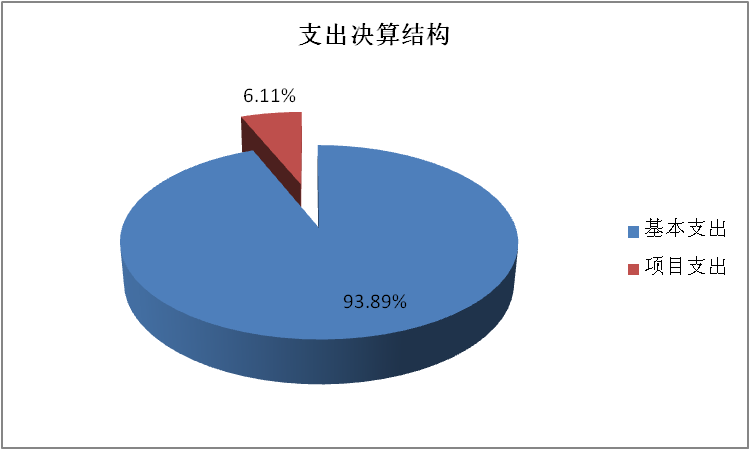 支出决算结构
6.11%
93.89%
基本支出
项目支出